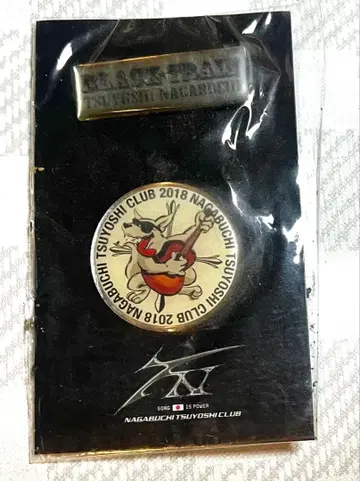 BLACK★TRAIN
TSUYOSHI NAGABUCHI
NAGABUCHI TSUYOSHI CLUB 2018 NAGABUCHI TSUYOSHI CLUB 2018
SONG IS POWER
NAGABUCHI TSUYOSHI CLUB